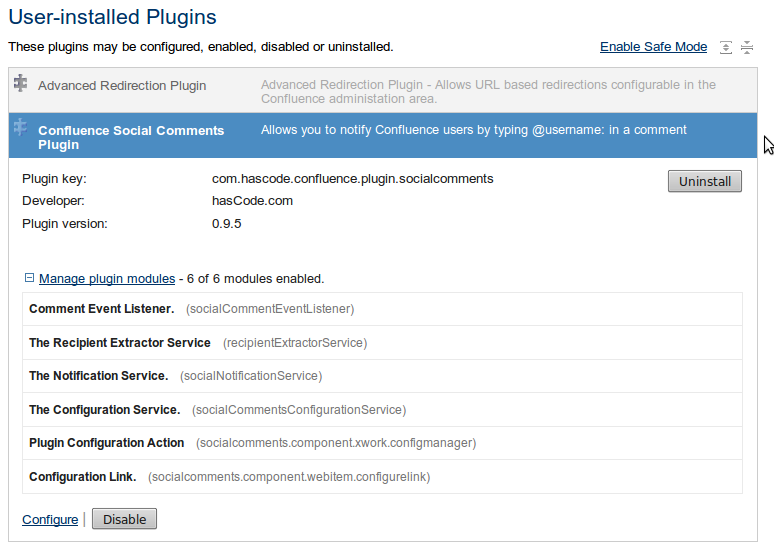 User-installed Plugins
These plugins may be configured, enabled, disabled or uninstalled.
Enable Safe Mode
Advanced Redirection Plugin
Advanced Redirection Plugin - Allows URL based redirections configurable in the
Confluence administation area.
Confluence Social Comments
Plugin
Allows you to notify Confluence users by typing @username: in a comment
Plugin key: com.hascode.confluence.plugin.socialcomments
Uninstall
Developer: hasCode.com
Plugin version: 0.9.5
Manage plugin modules - 6 of 6 modules enabled.
Comment Event Listener. (socialCommentEventListener)
The Recipient Extractor Service (recipientExtractorService)
The Notification Service. (socialNotificationService)
The Configuration Service. (socialCommentsConfigurationService)
Plugin Configuration Action (socialcomments.component.xwork.configmanager)
Configuration Link. (socialcomments.component.webitem.configurelink)
Configure | Disable